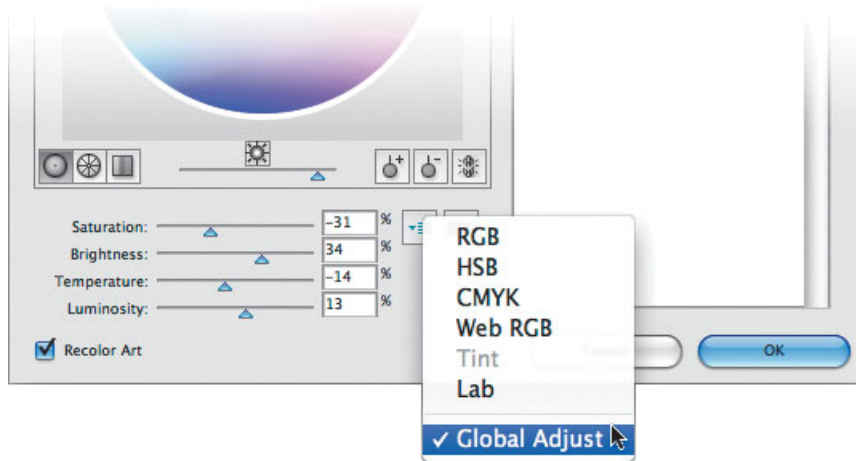 Saturation: -31 %
Brightness: 34 %
Temperature: -14 %
Luminosity: 13 %
Recolor Art
RGB
HSB
CMYK
Web RGB
Tint
Lab
✓ Global Adjust
OK